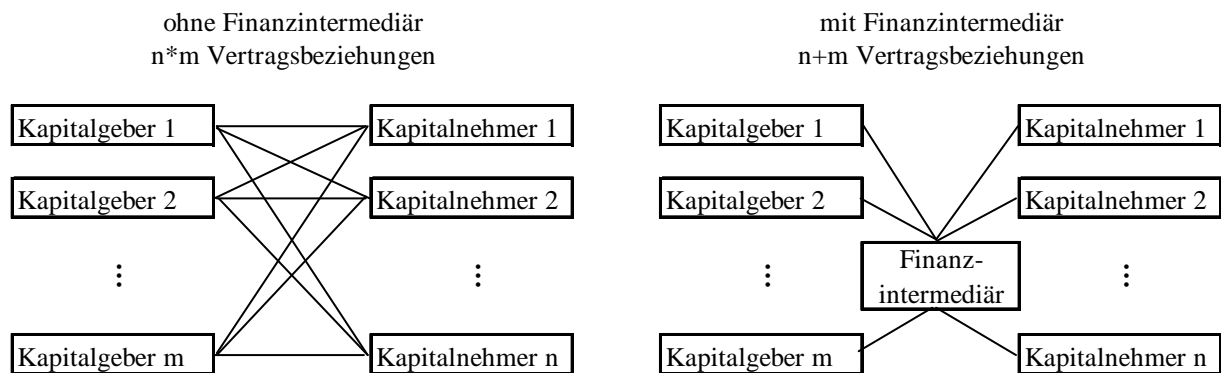 ohne Finanzintermediär
n*m Vertragsbeziehungen
Kapitalgeber 1
Kapitalnehmer 1
Kapitalgeber 2
Kapitalnehmer 2
⋮
⋮
Kapitalgeber m
Kapitalnehmer n
mit Finanzintermediär
n+m Vertragsbeziehungen
Kapitalgeber 1
Kapitalnehmer 1
Kapitalgeber 2
Kapitalnehmer 2
⋮
Finanz-
intermediär
⋮
Kapitalgeber m
Kapitalnehmer n